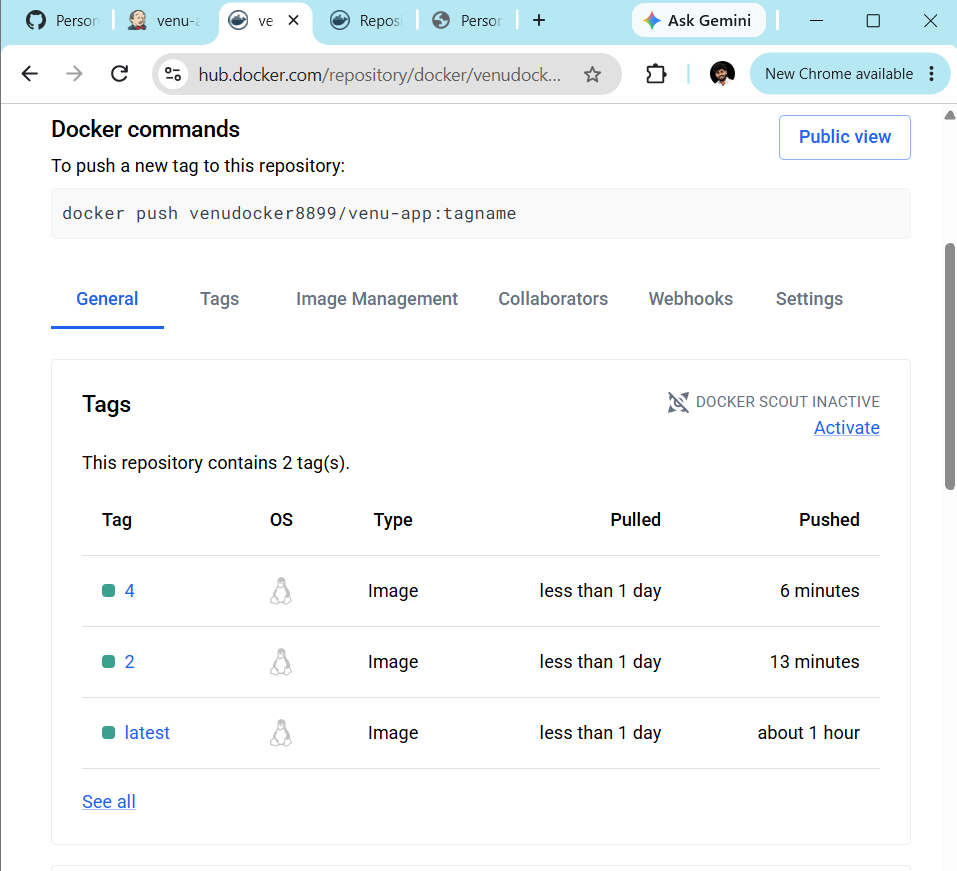 Person
venu-a
ve
Repos
Person
Ask Gemini
hub.docker.com/repository/docker/venudock...
New Chrome available
Docker commands
Public view
To push a new tag to this repository:
docker push venudocker8899/venu-app:tagname
General Tags Image Management Collaborators Webhooks Settings
Tags
DOCKER SCOUT INACTIVE
Activate
This repository contains 2 tag(s).
Tag OS Type Pulled Pushed
4 Image less than 1 day 6 minutes
2 Image less than 1 day 13 minutes
latest Image less than 1 day about 1 hour
See all